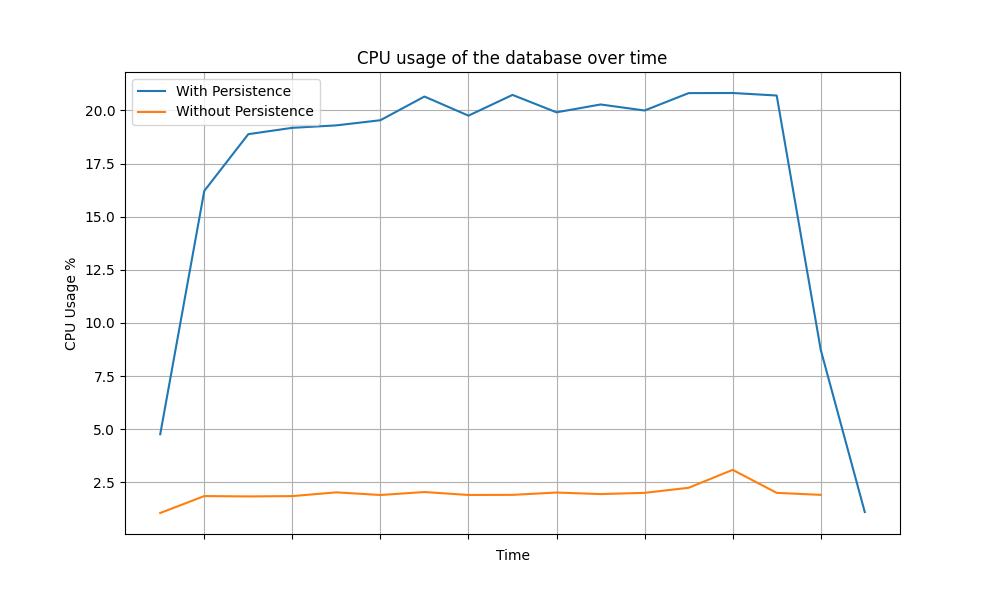 CPU usage of the database over time
With Persistence
Without Persistence
20.0
17.5
15.0
12.5
10.0
7.5
5.0
2.5
CPU Usage %
Time